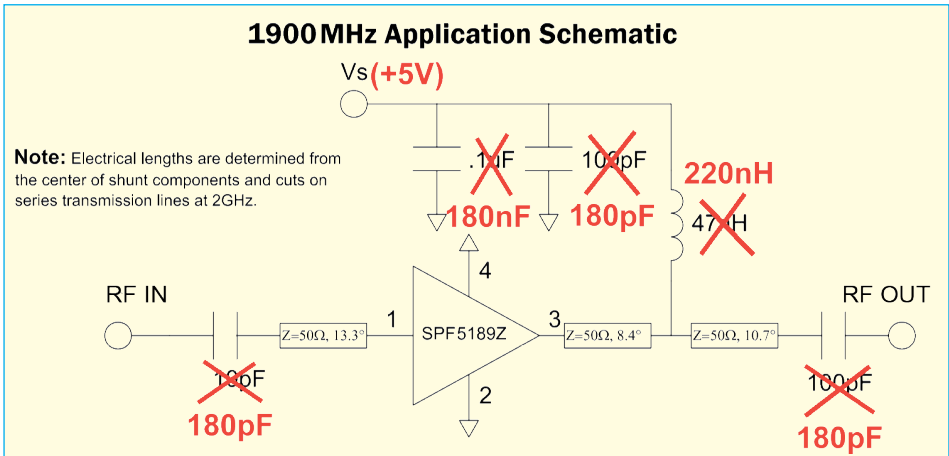 1900MHz Application Schematic
Vs(+5V)
Note: Electrical lengths are determined from
the center of shunt components and cuts on
series transmission lines at 2GHz.
.1uF
100pF
180nF
180pF
220nH
47nH
4
RF IN
RF OUT
1
SPF5189Z
3
Z=50Ω, 13.3°
Z=50Ω, 8.4°
Z=50Ω, 10.7°
2
10pF
180pF
100pF
180pF